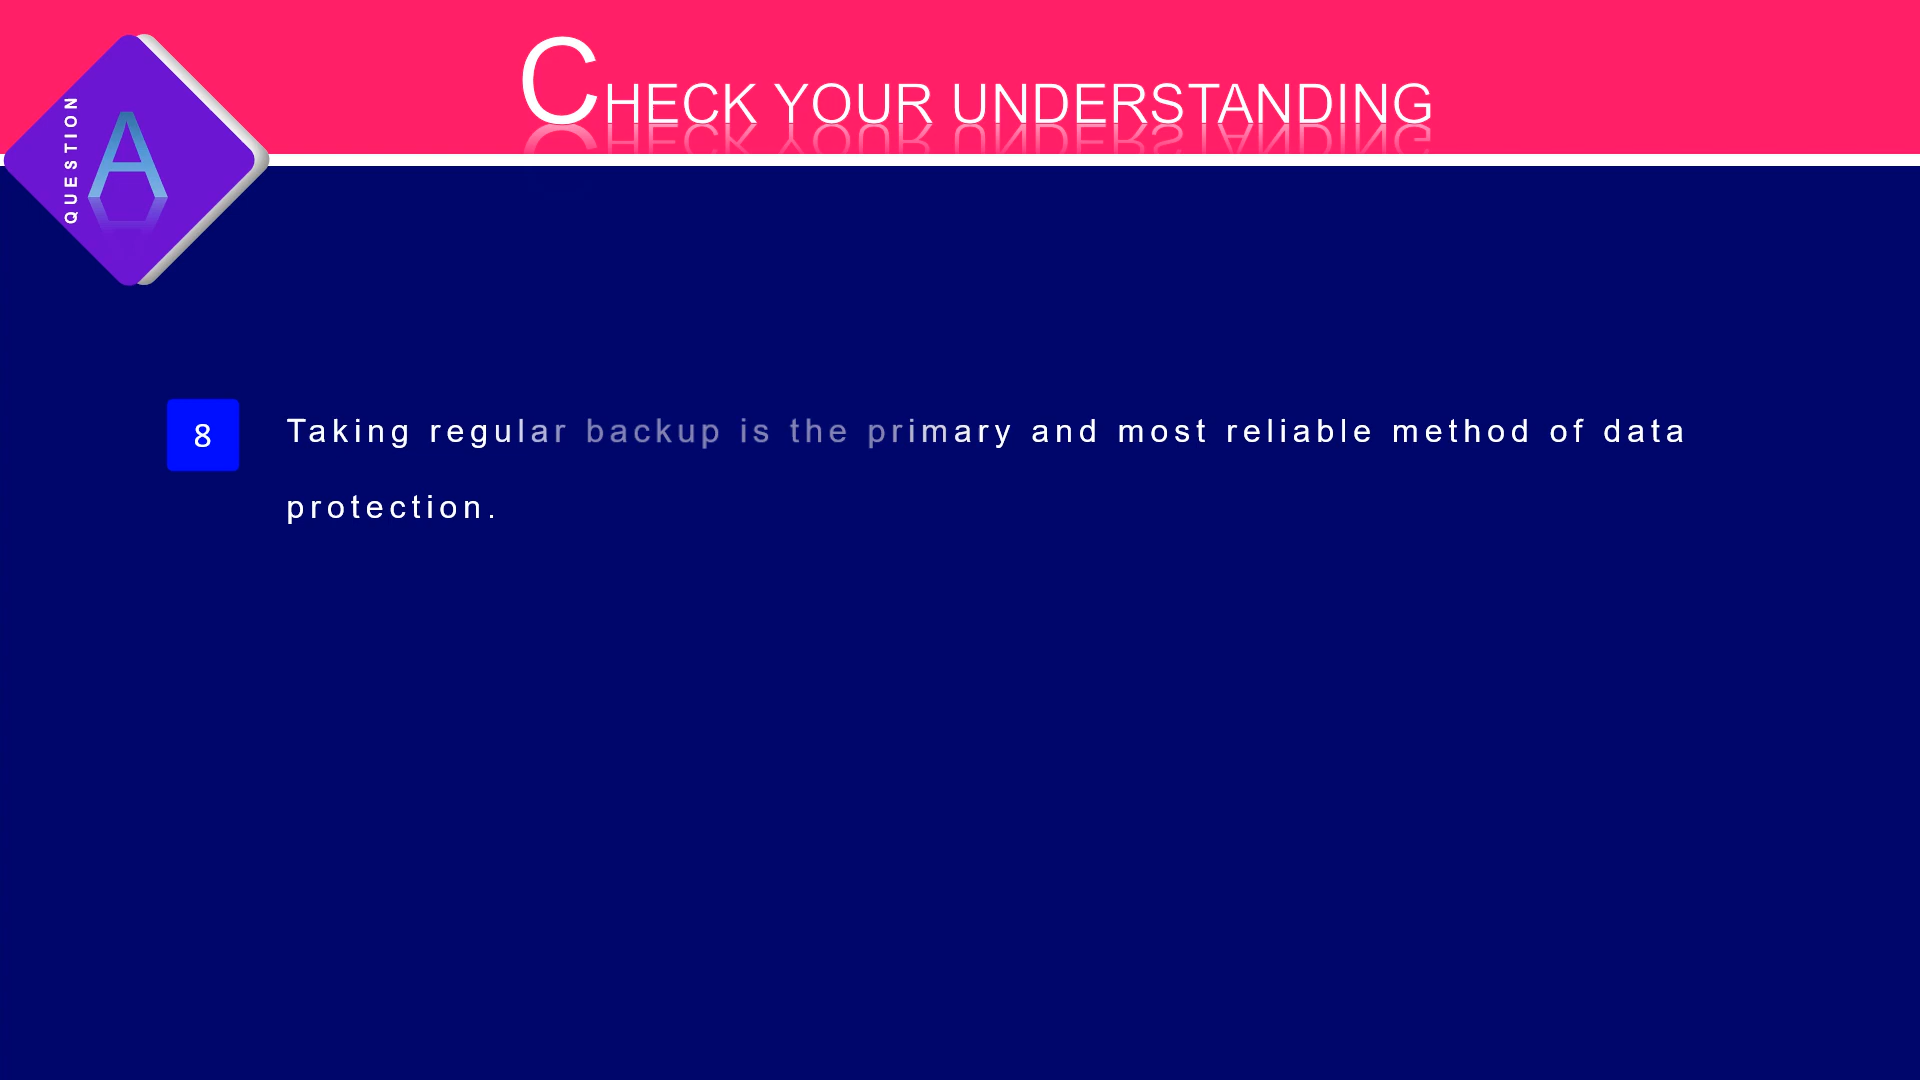 CHECK YOUR UNDERSTANDING
QUESTION
A
8
Taking regular backup is the primary and most reliable method of data
protection.